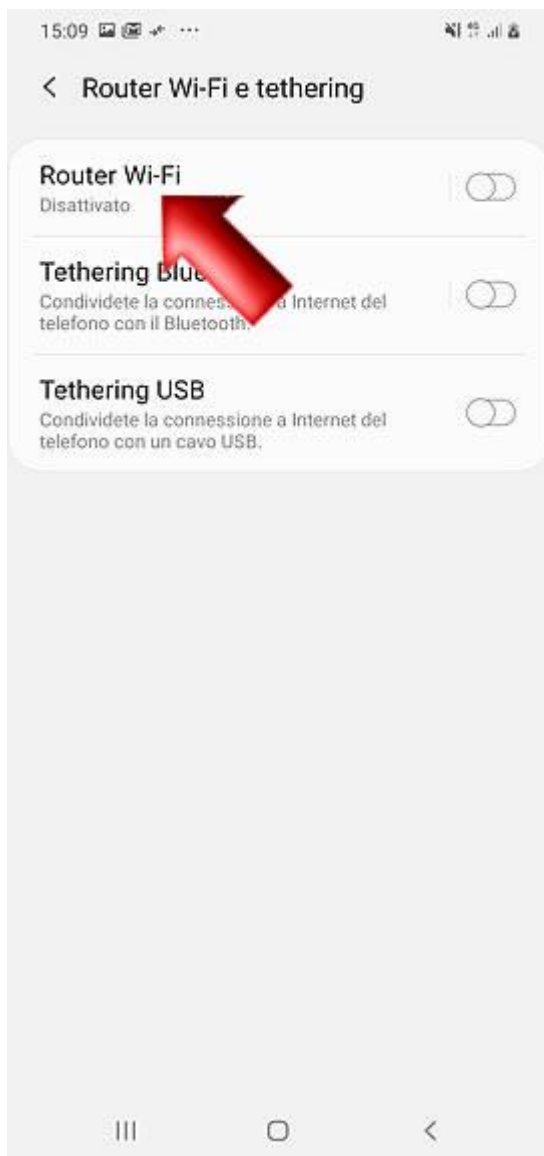 15:09
Router Wi-Fi e tethering
Router Wi-Fi
Disattivato
Tethering
Condividete la a Internet del
telefono con il Bluetooth.
Tethering USB
Condividete la connessione a Internet del
telefono con un cavo USB.